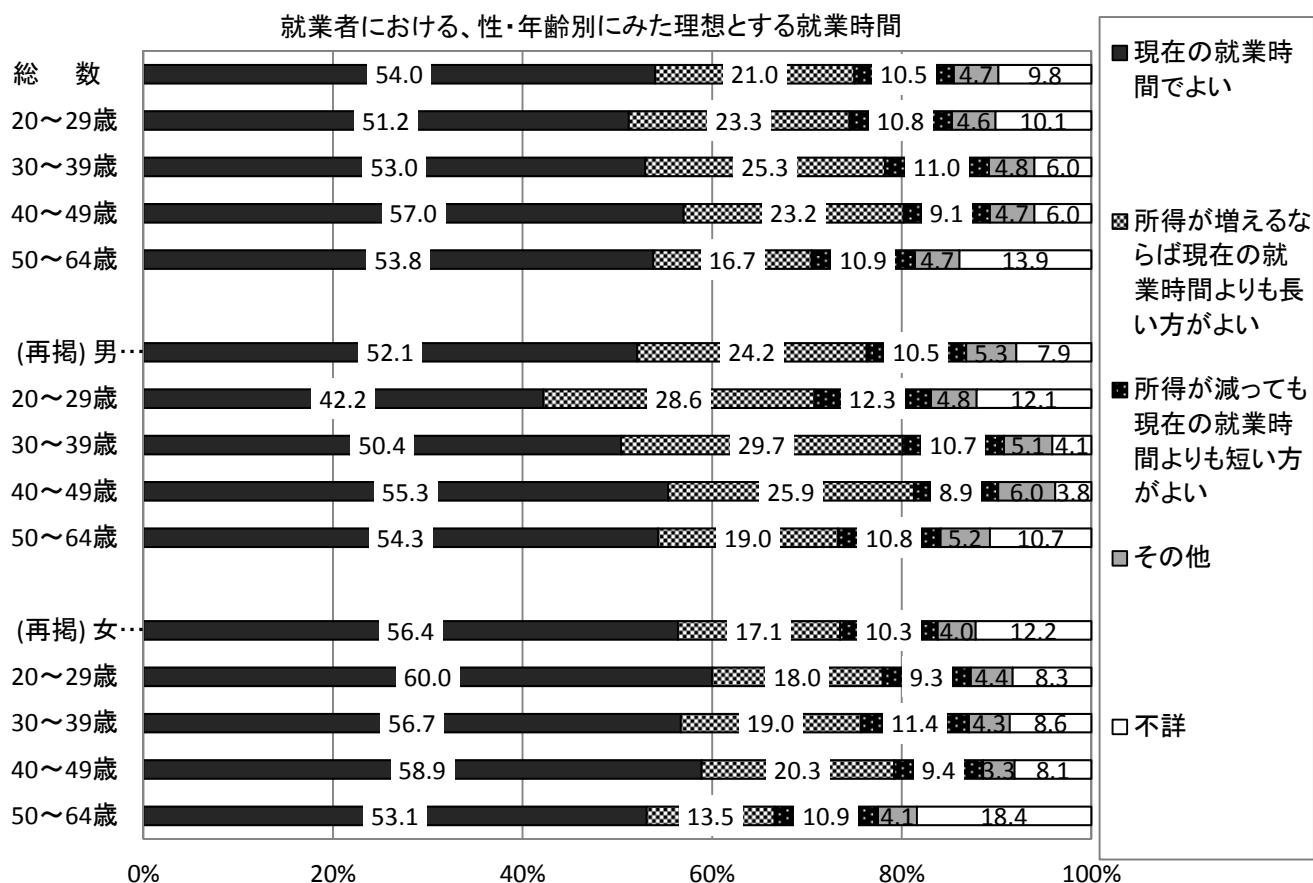 就業者における、性・年齢別にみた理想とする就業時間
総 数 54.0 21.0 10.5 4.7 9.8
20～29歳 51.2 23.3 10.8 4.6 10.1
30～39歳 53.0 25.3 11.0 4.8 6.0
40～49歳 57.0 23.2 9.1 4.7 6.0
50～64歳 53.8 16.7 10.9 4.7 13.9
(再掲) 男… 52.1 24.2 10.5 5.3 7.9
20～29歳 42.2 28.6 12.3 4.8 12.1
30～39歳 50.4 29.7 10.7 5.1 4.1
40～49歳 55.3 25.9 8.9 6.0 3.8
50～64歳 54.3 19.0 10.8 5.2 10.7
(再掲) 女… 56.4 17.1 10.3 4.0 12.2
20～29歳 60.0 18.0 9.3 4.4 8.3
30～39歳 56.7 19.0 11.4 4.3 8.6
40～49歳 58.9 20.3 9.4 3.3 8.1
50～64歳 53.1 13.5 10.9 4.1 18.4
0% 20% 40% 60% 80% 100%
現在の就業時
間でよい
所得が増えるな
らば現在の就
業時間よりも長
い方がよい
所得が減っても
現在の就業時
間よりも短い方
がよい
その他
不詳